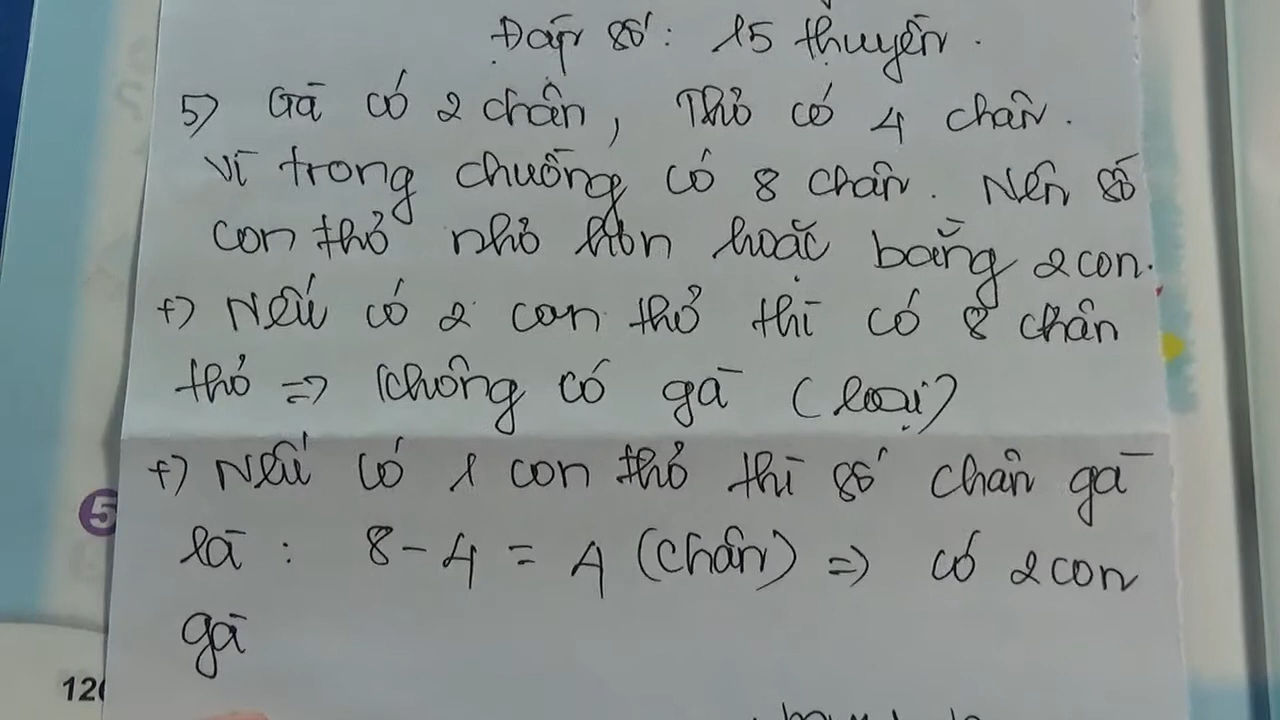 Đáp số: 15 thuyền.
5) Gà có 2 chân, Thỏ có 4 chân.
Vì trong chuồng có 8 chân. Nên số
con thỏ nhỏ hơn hoặc bằng 2 con.
+) Nếu có 2 con thỏ thì có 8 chân
thỏ => không có gà (loại)
+) Nếu có 1 con thỏ thì số chân gà
5
là: 8 - 4 = 4 (chân) => có 2 con
gà